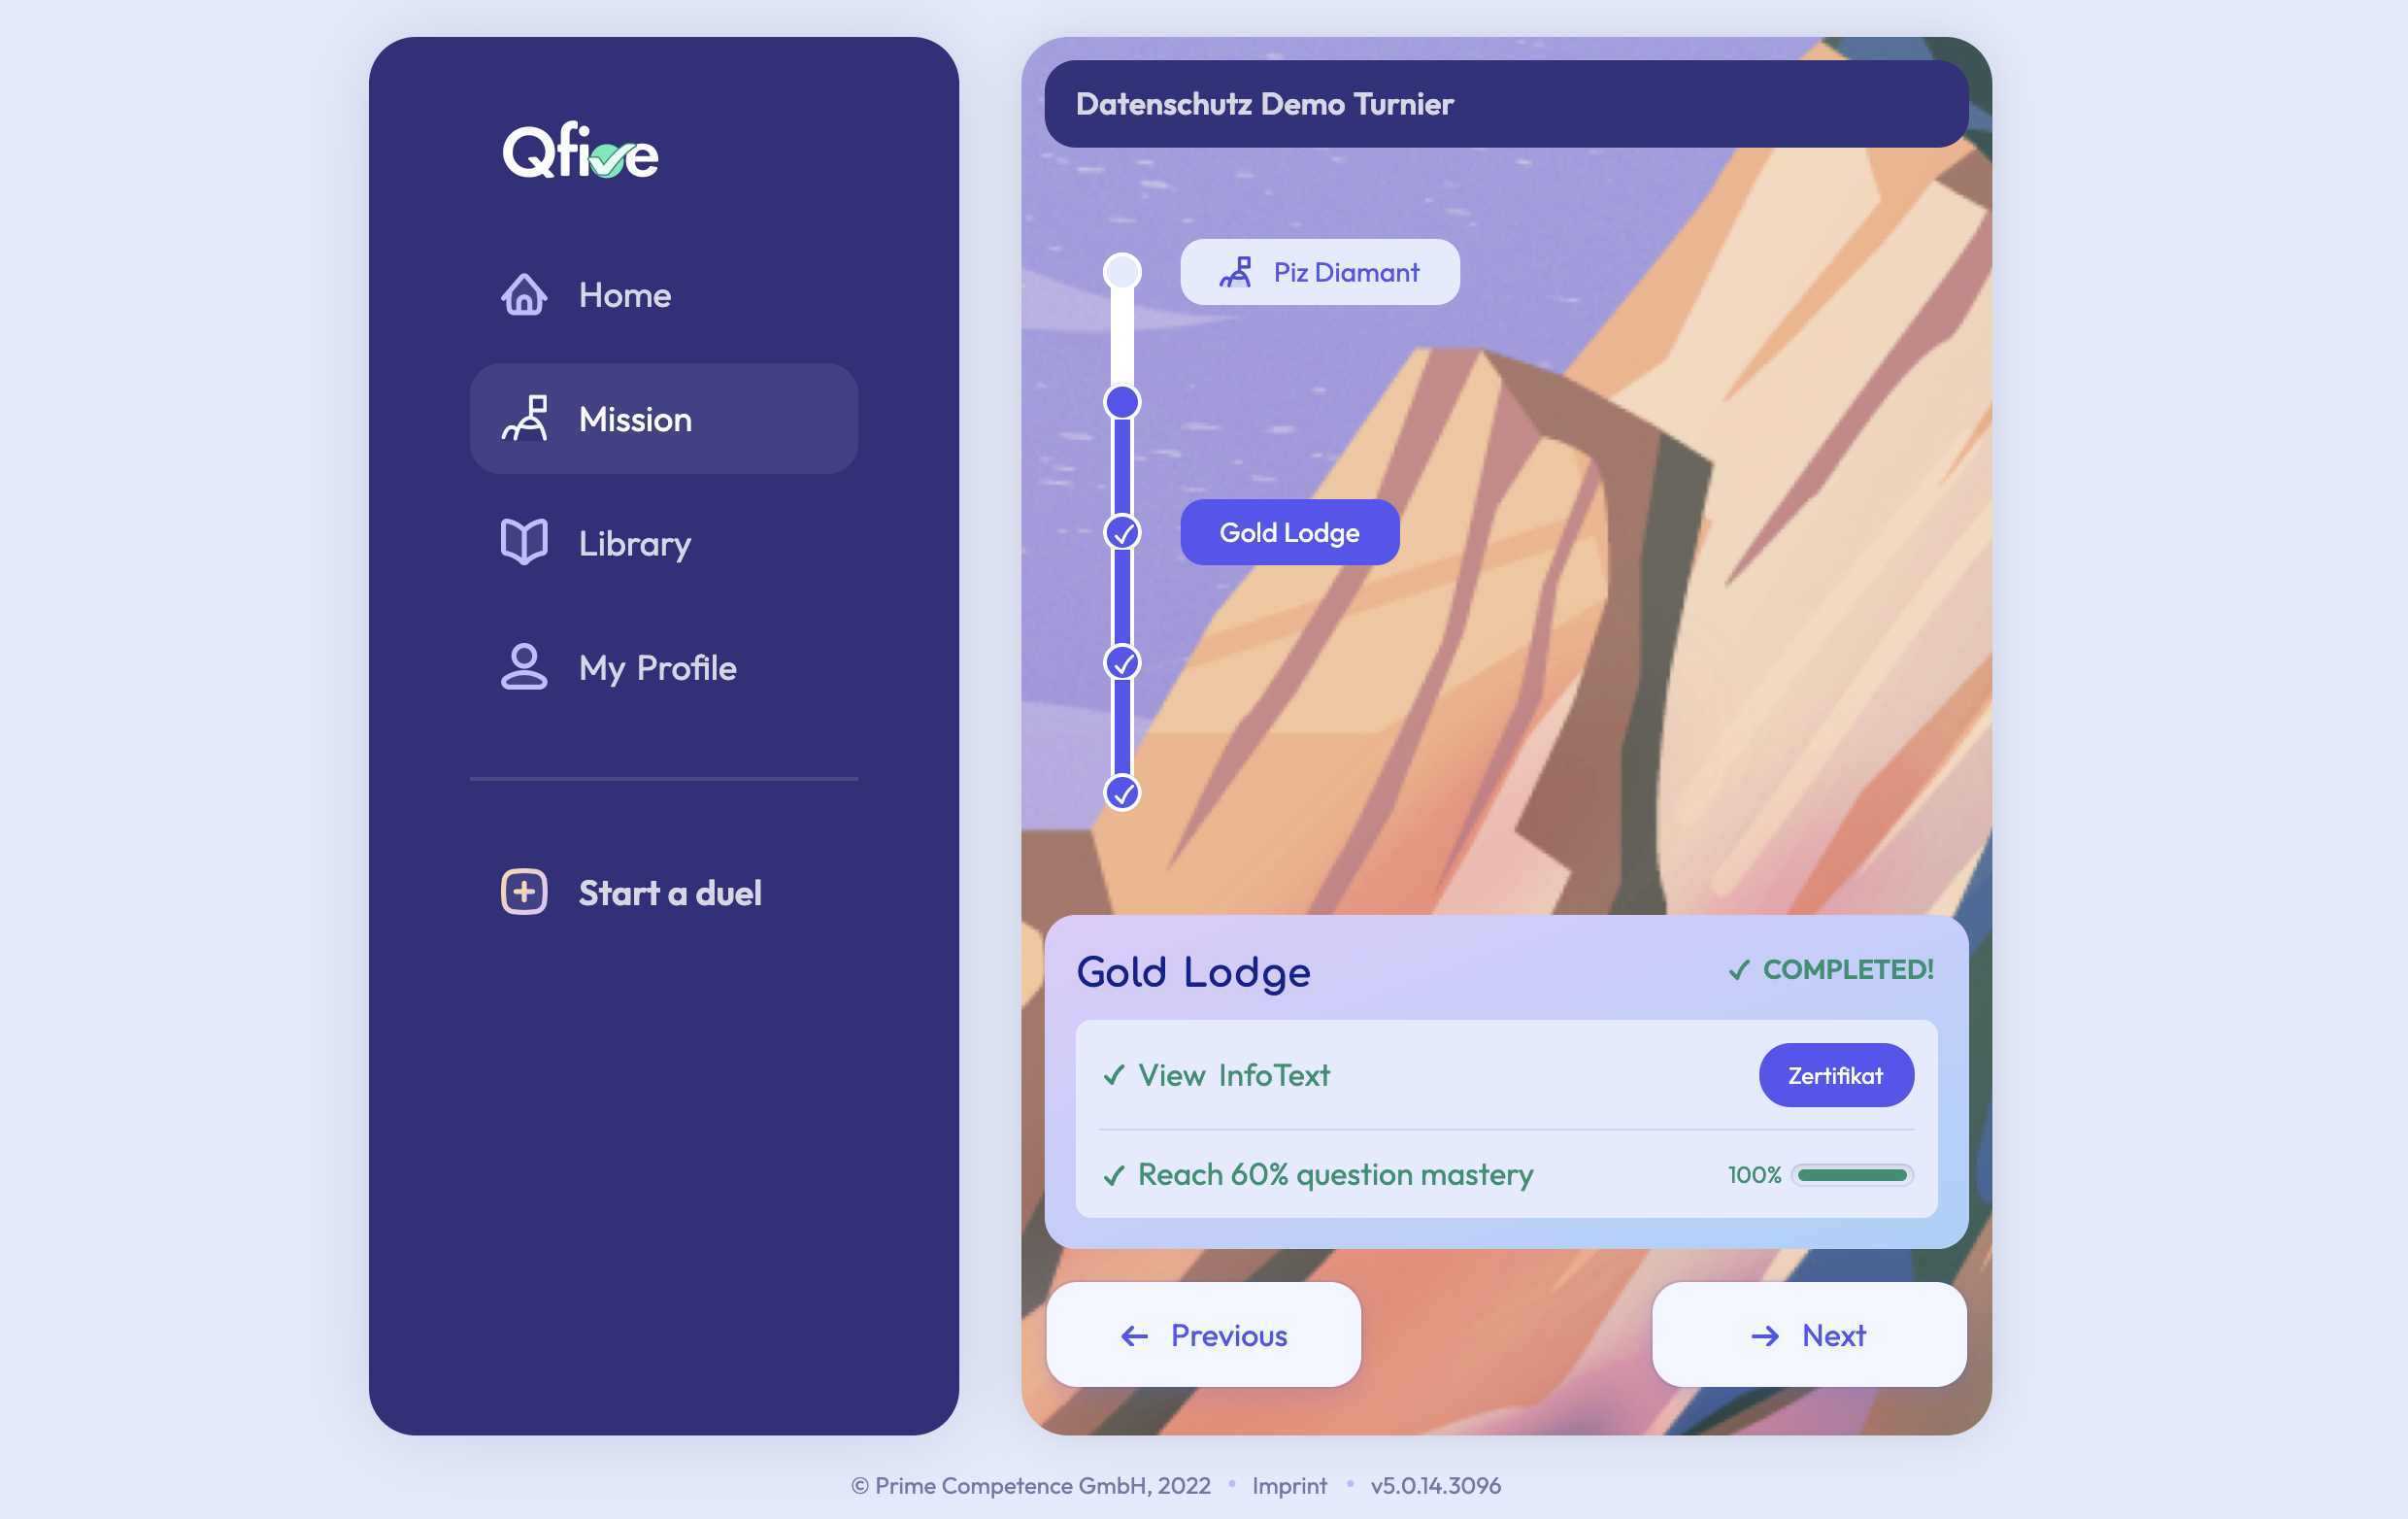 Qfive
Home
Mission
Library
My Profile
Start a duel
Datenschutz Demo Turnier
Piz Diamant
Gold Lodge
Gold Lodge
COMPLETED!
View InfoText
Zertifikat
Reach 60% question mastery
100%
Previous
Next
© Prime Competence GmbH, 2022 • Imprint • v5.0.14.3096